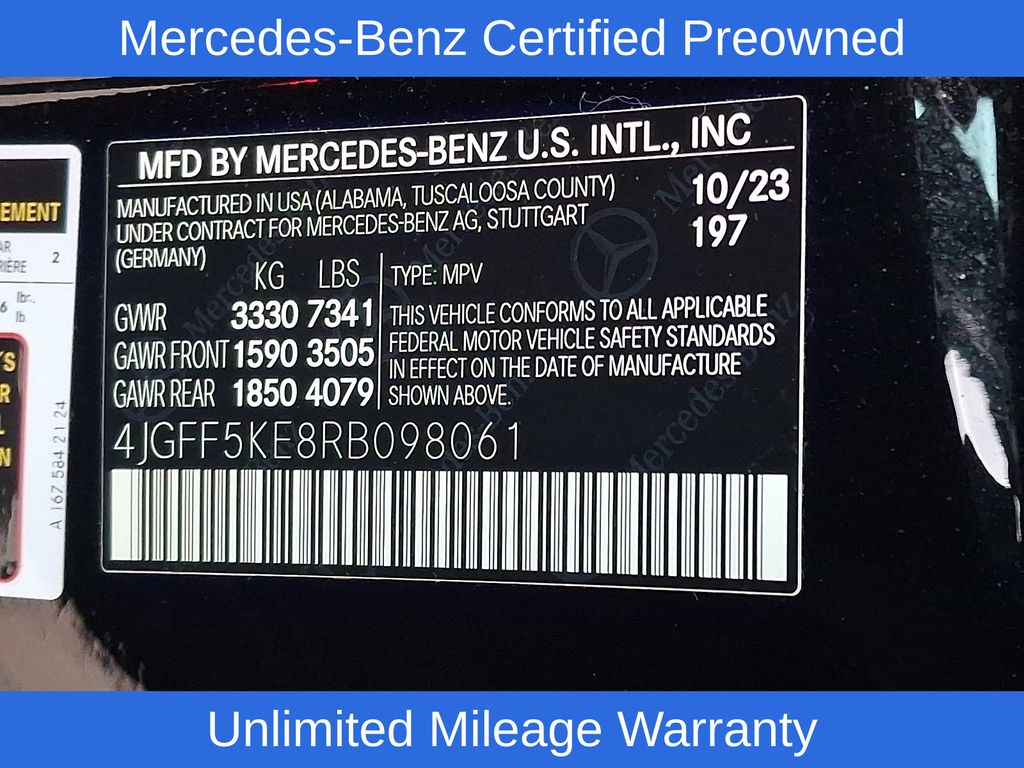 Mercedes-Benz Certified Preowned
MFD BY MERCEDES-BENZ U.S. INTL., INC
MANUFACTURED IN USA (ALABAMA, TUSCALOOSA COUNTY) 10/23
UNDER CONTRACT FOR MERCEDES-BENZ AG, STUTTGART 197
(GERMANY)
KG LBS TYPE: MPV
GVWR 3330 7341 THIS VEHICLE CONFORMS TO ALL APPLICABLE
FEDERAL MOTOR VEHICLE SAFETY STANDARDS
GAWR FRONT 1590 3505 IN EFFECT ON THE DATE OF MANUFACTURE
GAWR REAR 1850 4079 SHOWN ABOVE.
4JGFF5KE8RB098061
A 167 584 21 24
2
lbr.
lb
Unlimited Mileage Warranty